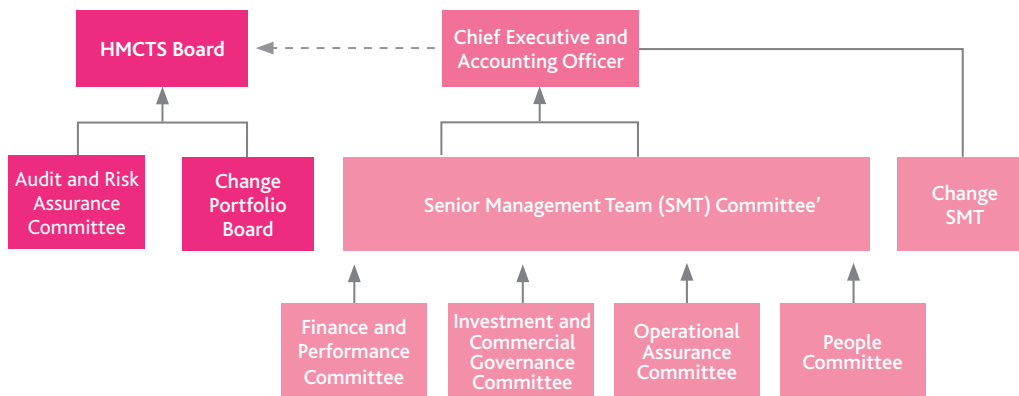 HMCTS Board
Chief Executive and
Accounting Officer
Audit and Risk
Assurance
Committee
Change
Portfolio
Board
Senior Management Team (SMT) Committee’
Change
SMT
Finance and
Performance
Committee
Investment and
Commercial
Governance
Committee
Operational
Assurance
Committee
People
Committee